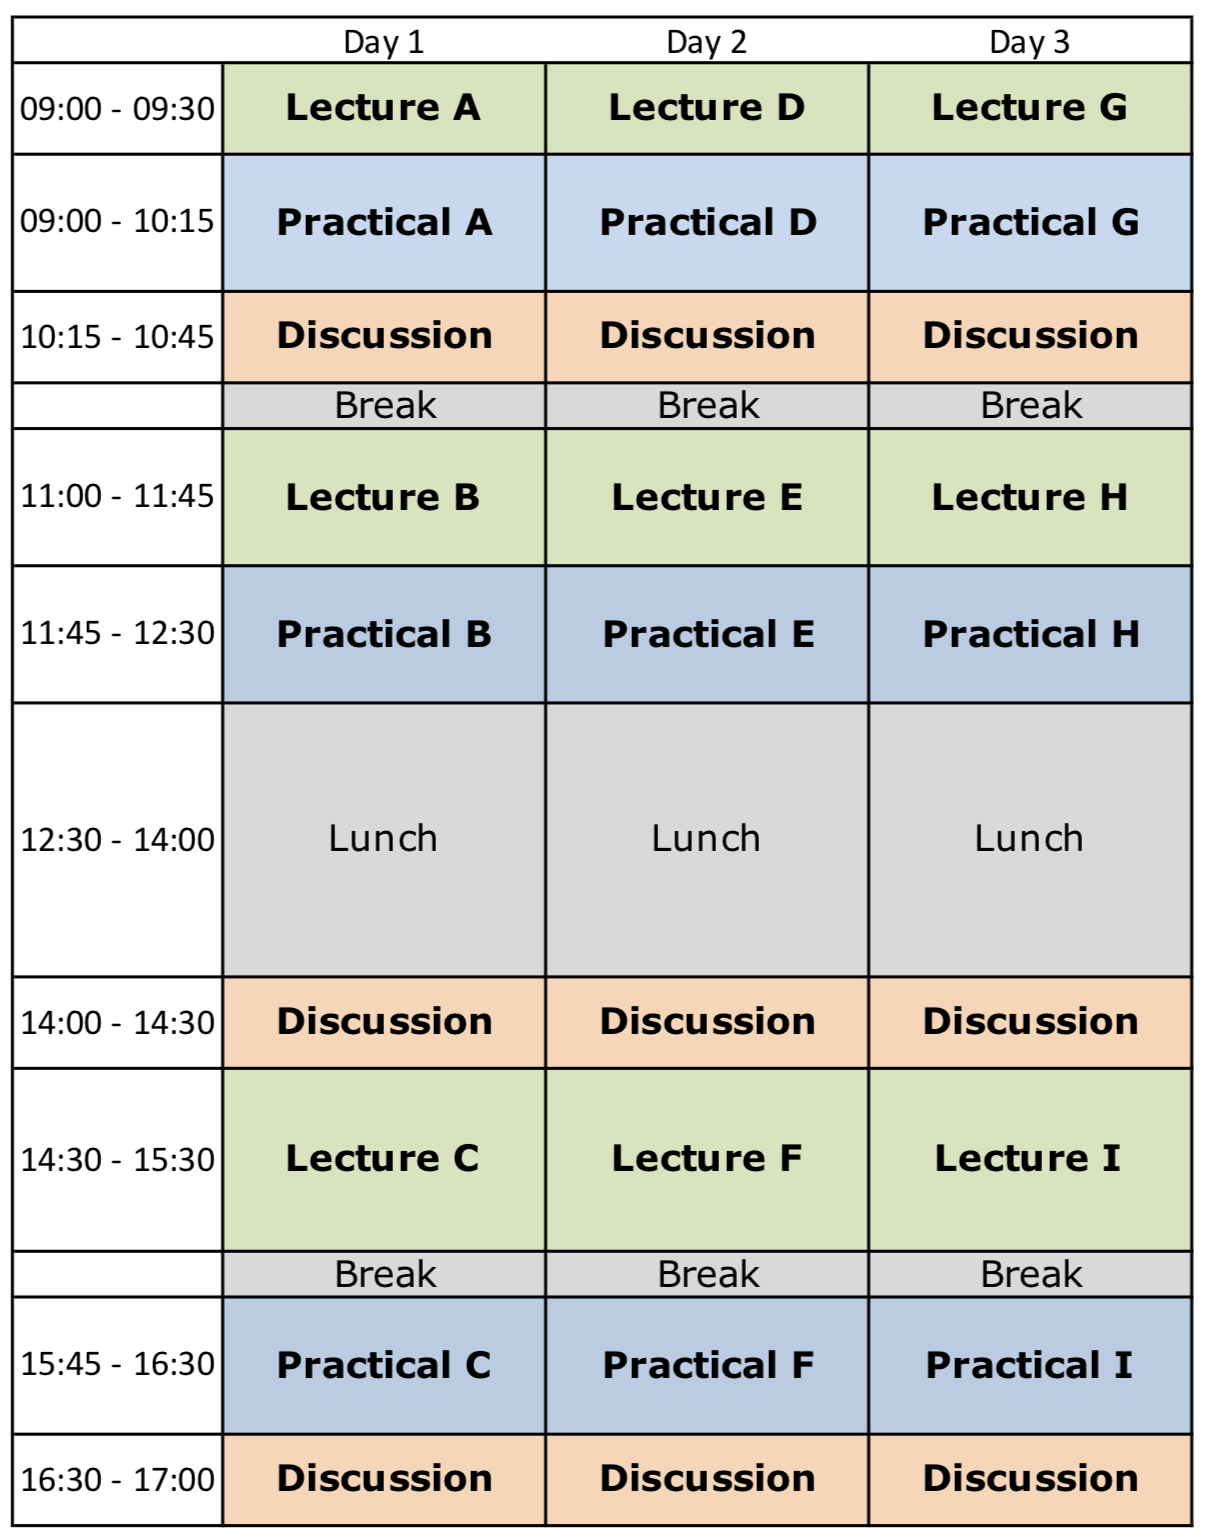 Day 1 Day 2 Day 3
09:00 - 09:30 Lecture A Lecture D Lecture G
09:00 - 10:15 Practical A Practical D Practical G
10:15 - 10:45 Discussion Discussion Discussion
Break Break Break
11:00 - 11:45 Lecture B Lecture E Lecture H
11:45 - 12:30 Practical B Practical E Practical H
12:30 - 14:00 Lunch Lunch Lunch
14:00 - 14:30 Discussion Discussion Discussion
14:30 - 15:30 Lecture C Lecture F Lecture I
Break Break Break
15:45 - 16:30 Practical C Practical F Practical I
16:30 - 17:00 Discussion Discussion Discussion